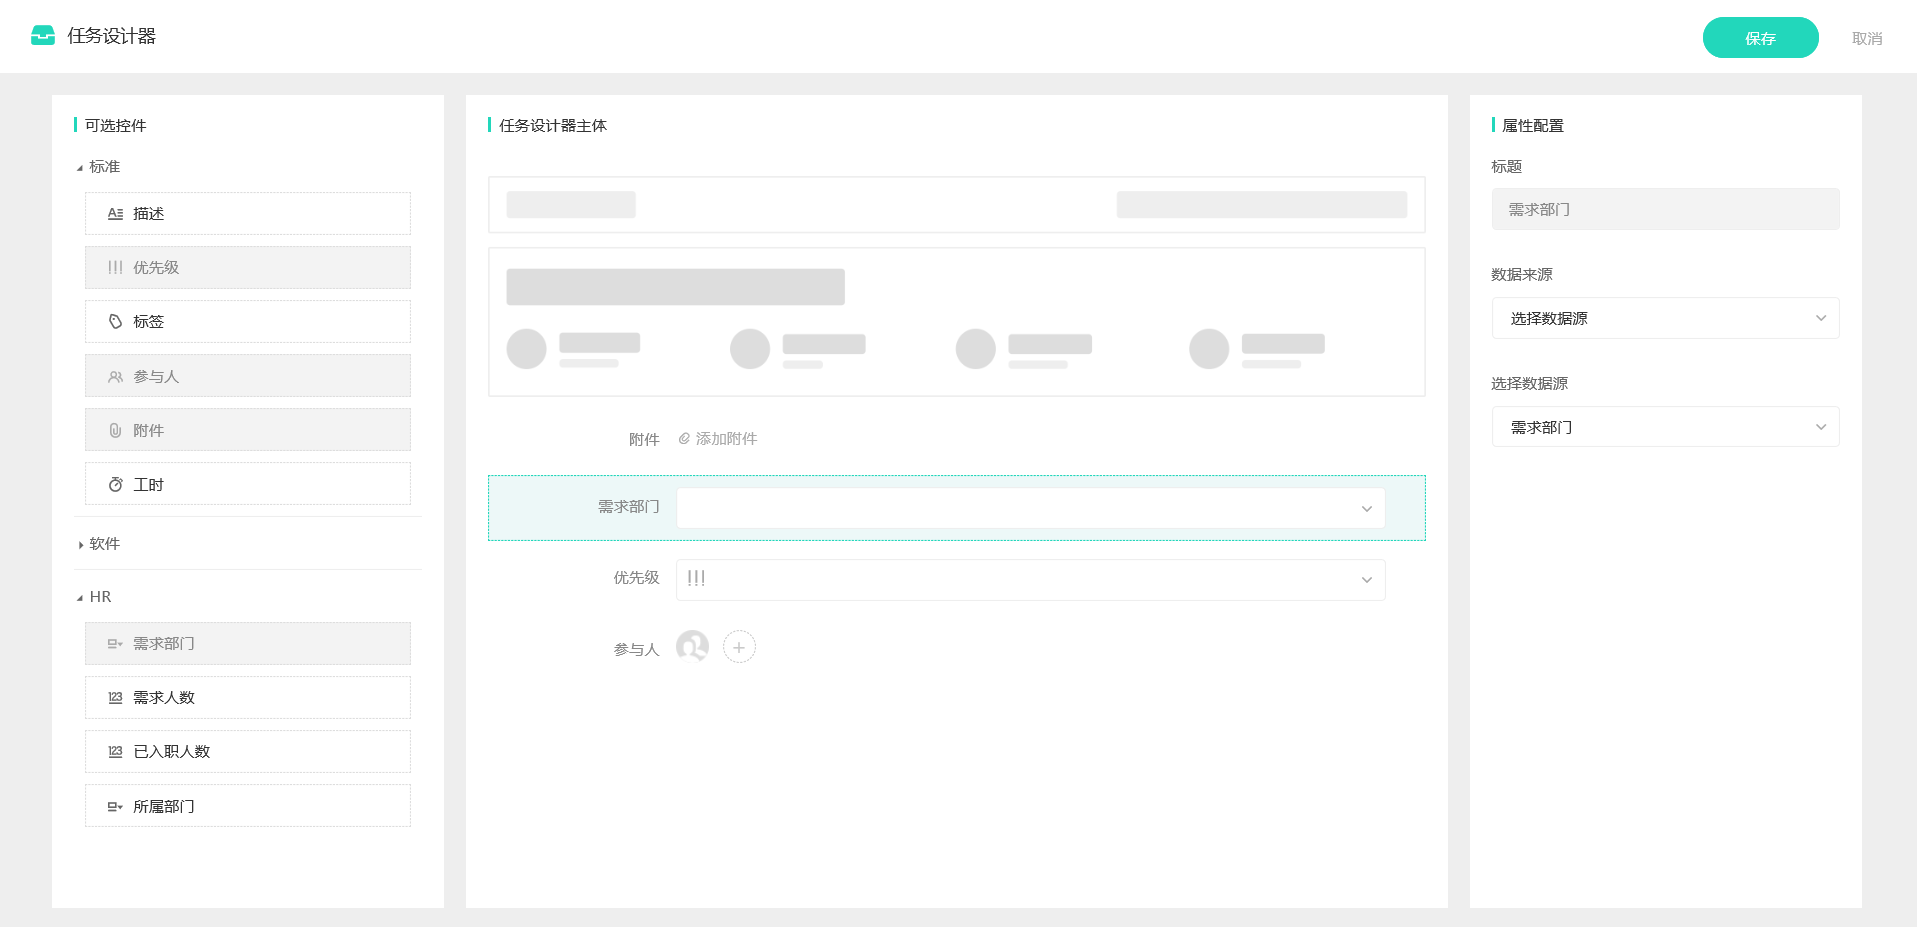 任务设计器
保存
取消
可选控件
标准
描述
优先级
标签
参与人
附件
工时
软件
HR
需求部门
123 需求人数
123 已入职人数
所属部门
任务设计器主体
附件 添加附件
需求部门
优先级
参与人
属性配置
标题
需求部门
数据来源
选择数据源
选择数据源
需求部门